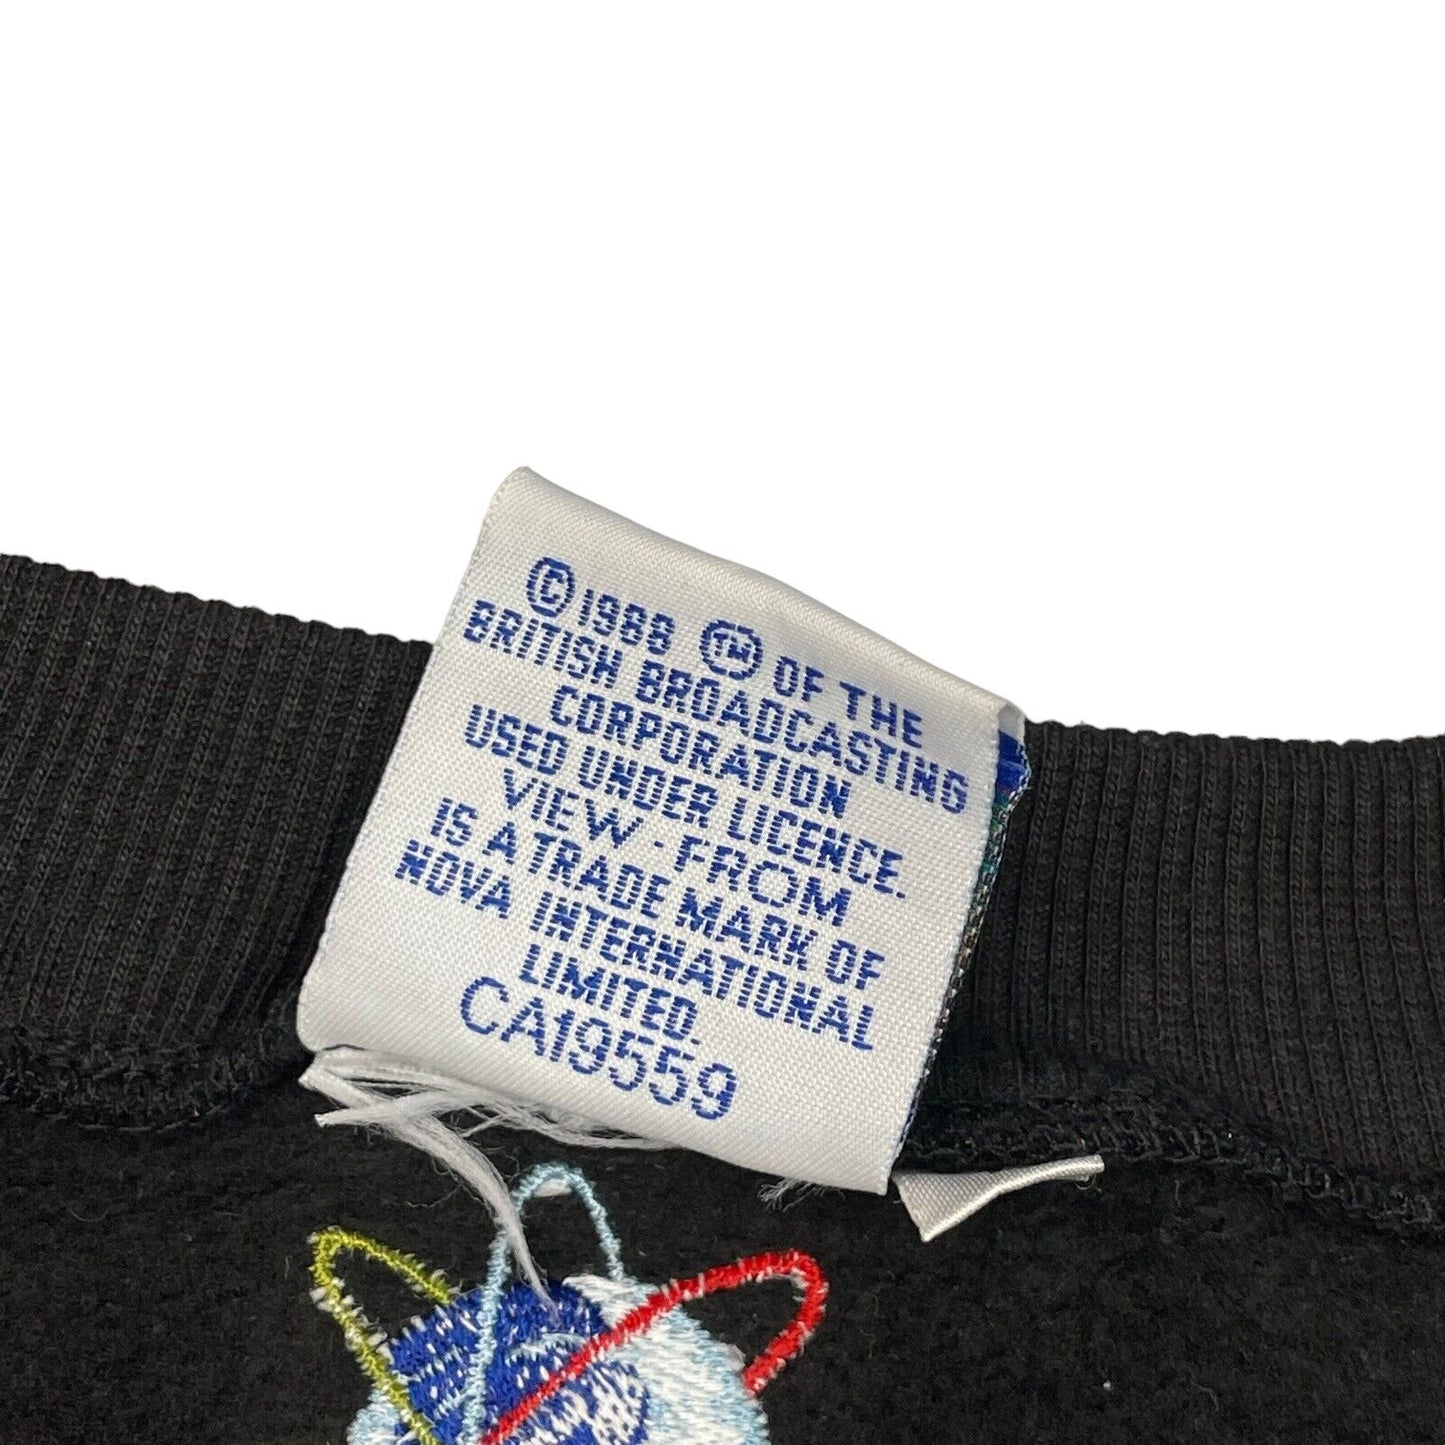 © 1988 TM OF THE
BRITISH BROADCASTING
CORPORATION
USED UNDER LICENCE.
VIEW-FROM
IS A TRADE MARK OF
NOVA INTERNATIONAL
LIMITED.
CA19559